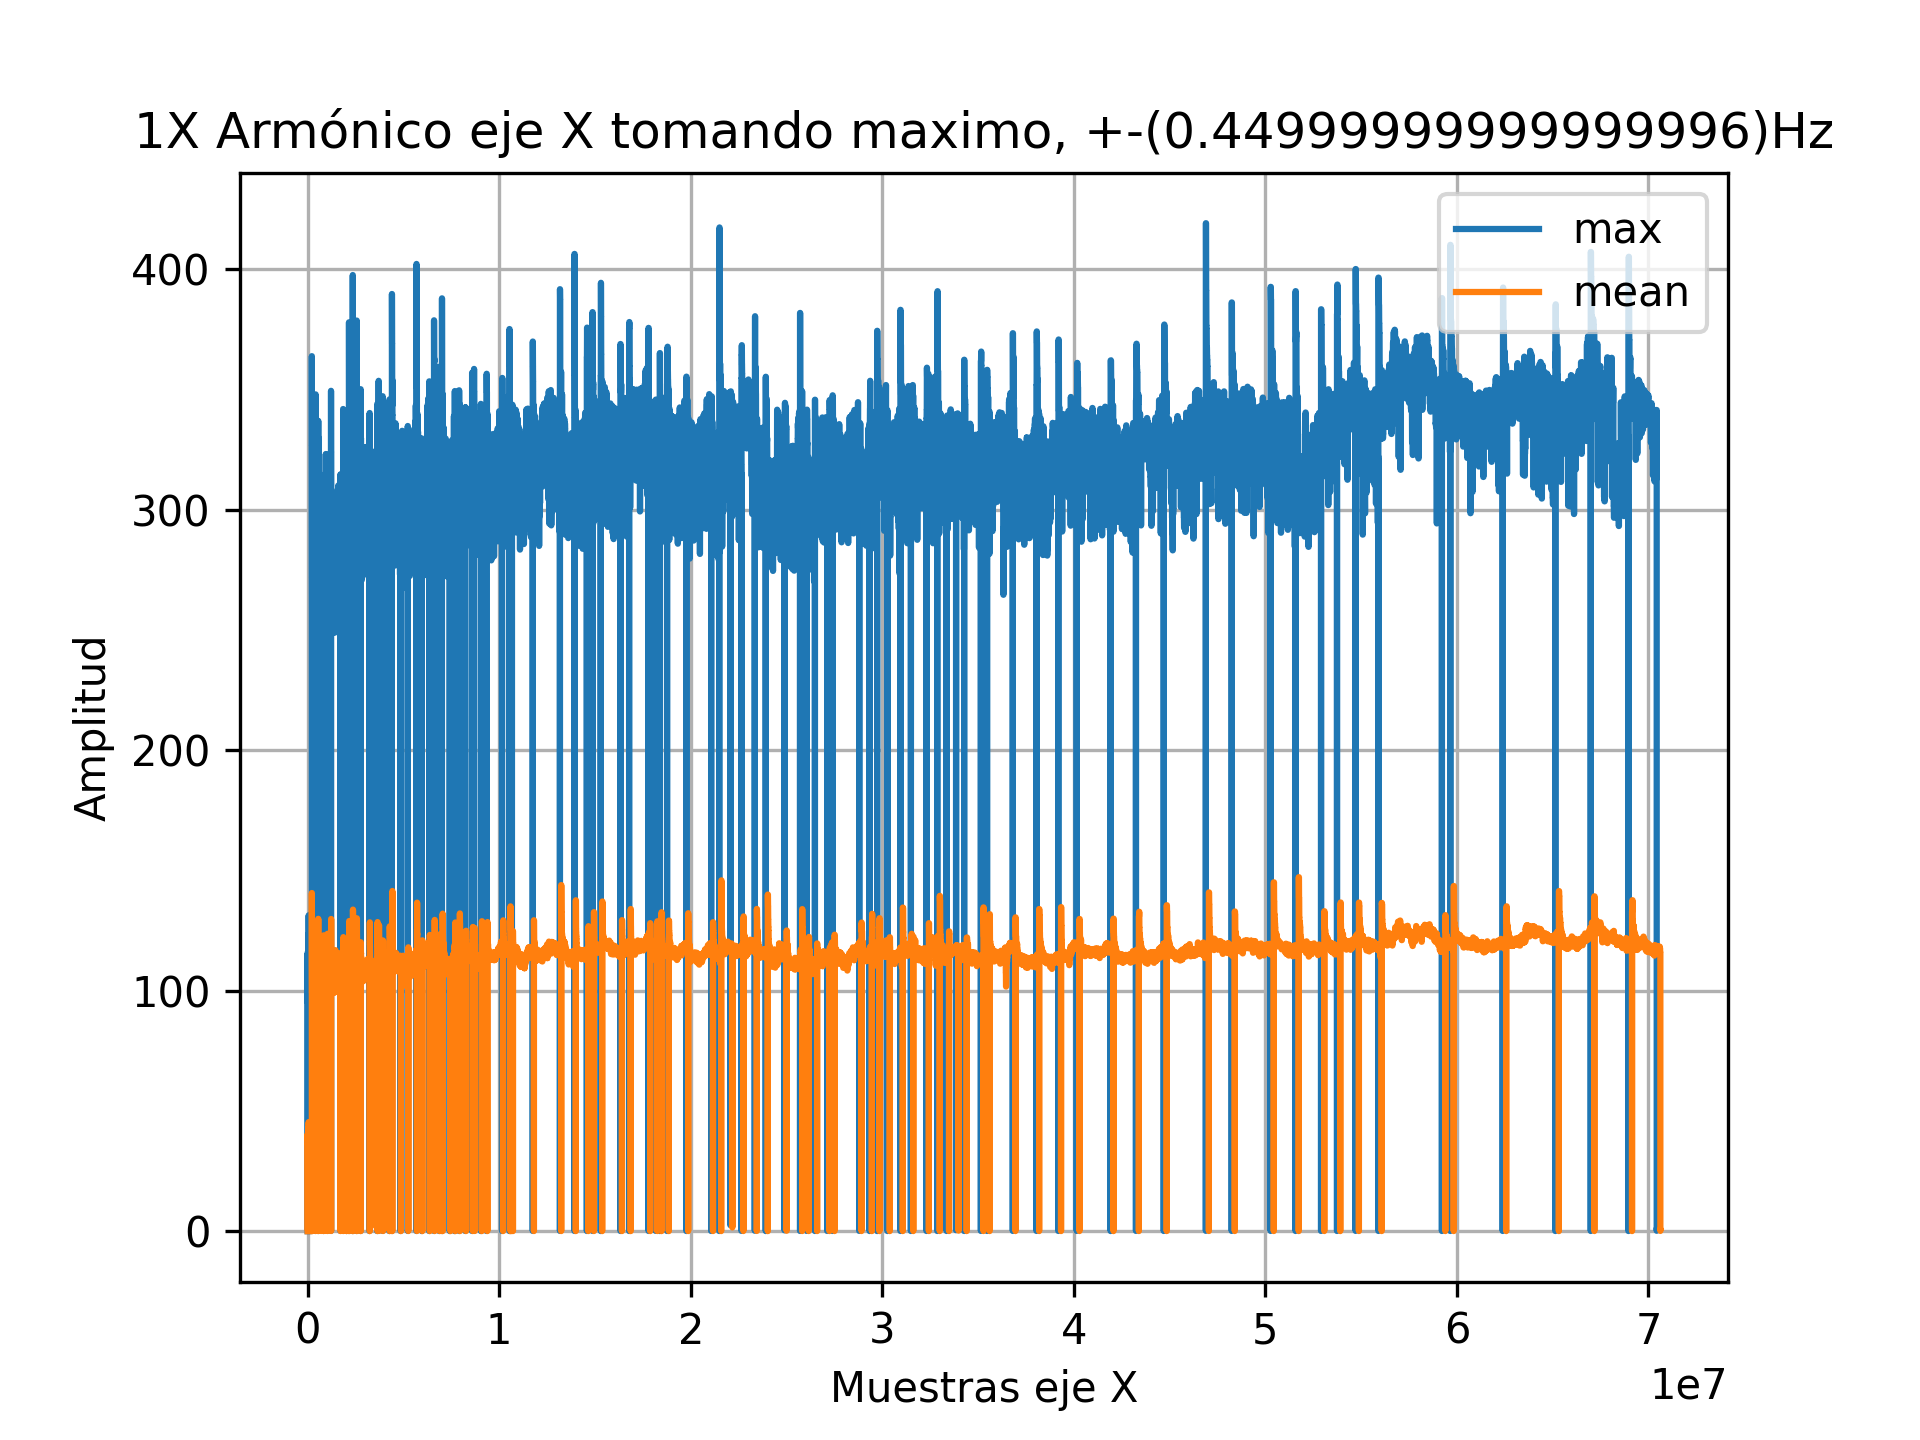 1X Armónico eje X tomando maximo, +-(0.44999999999999996)Hz
max
mean
400
300
200
100
0
Amplitud
0 1 2 3 4 5 6 7
1e7
Muestras eje X